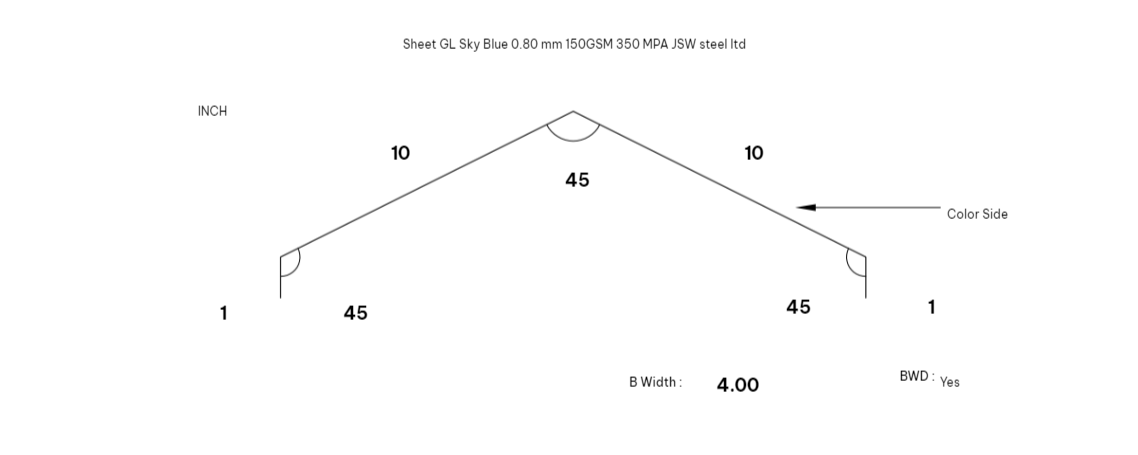 Sheet GL Sky Blue 0.80 mm 150GSM 350 MPA JSW steel ltd
INCH
10
10
45
Color Side
1
45
45
1
B Width :
4.00
BWD :
Yes